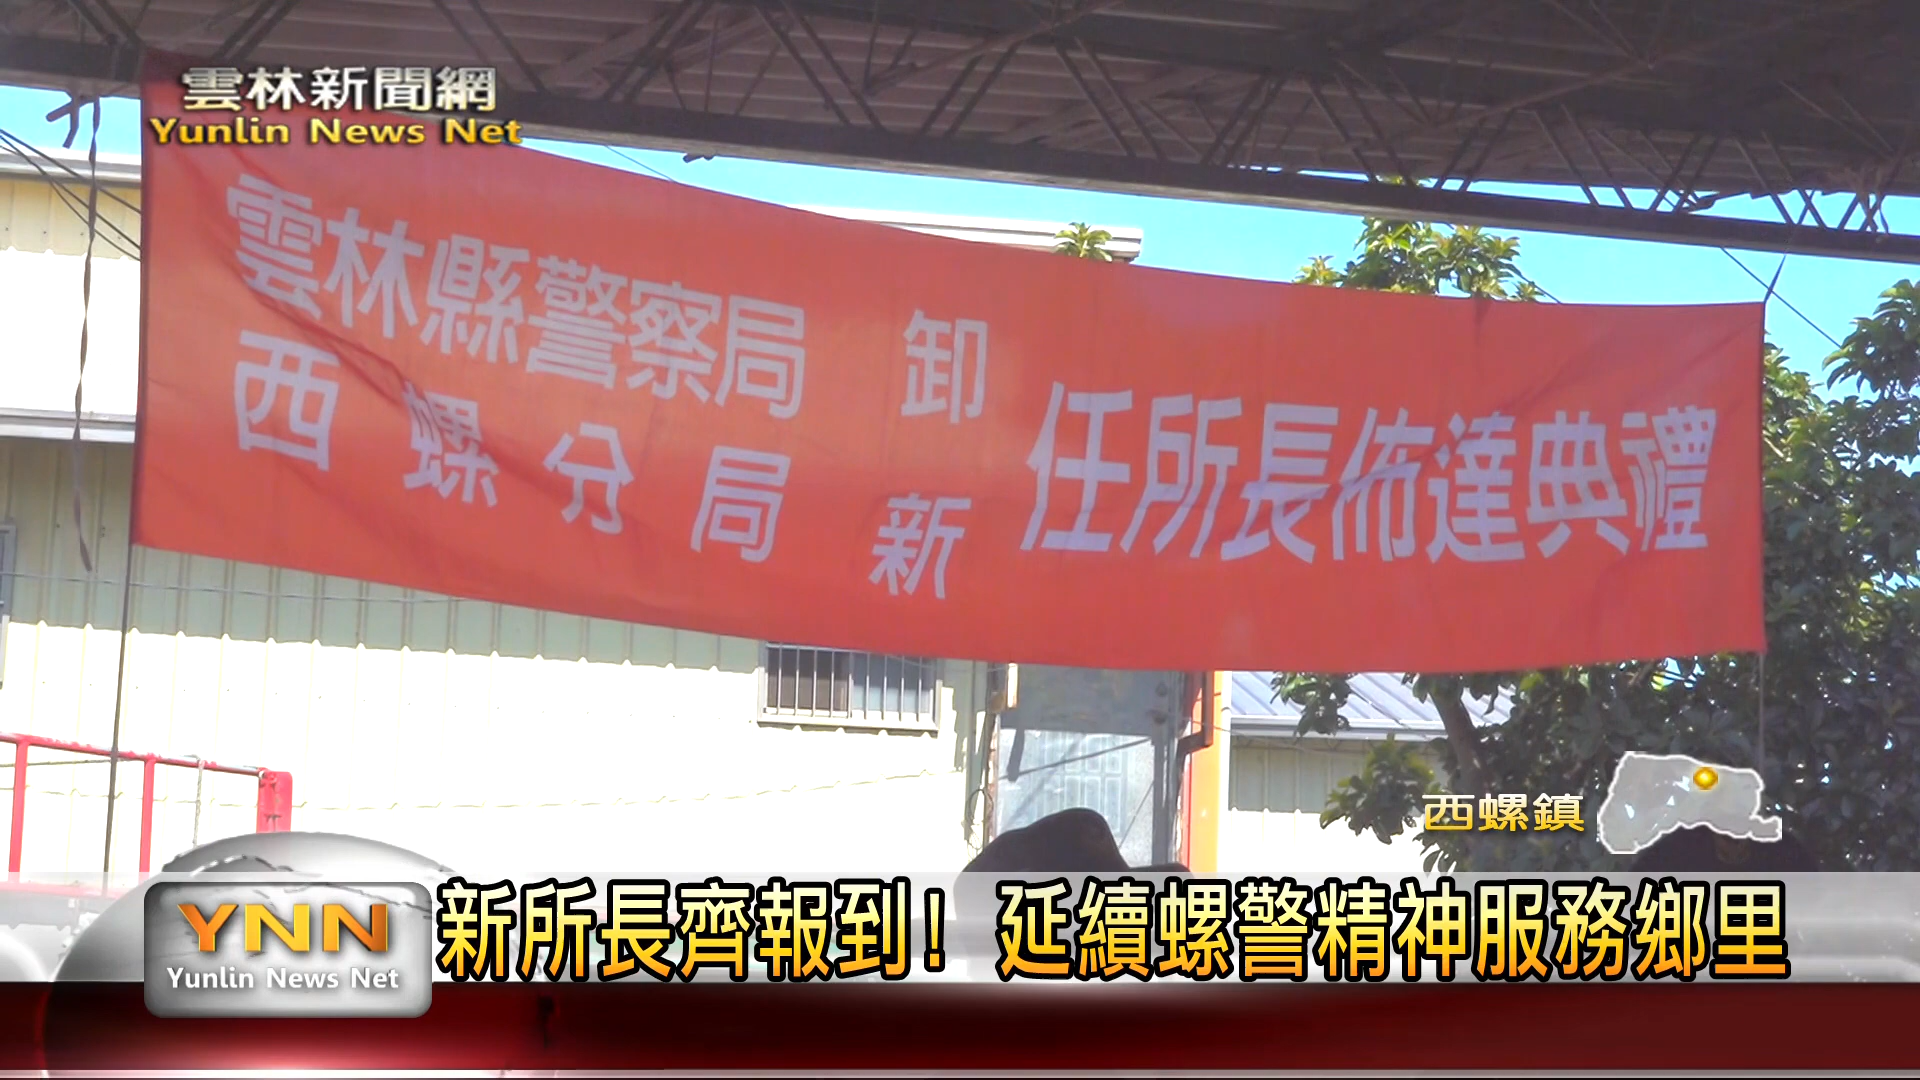 雲林新聞網
Yunlin News Net
雲林縣警察局
西螺分局
卸
新
任所長佈達典禮
西螺鎮
YNN
Yunlin News Net
新所長齊報到! 延續螺警精神服務鄉里